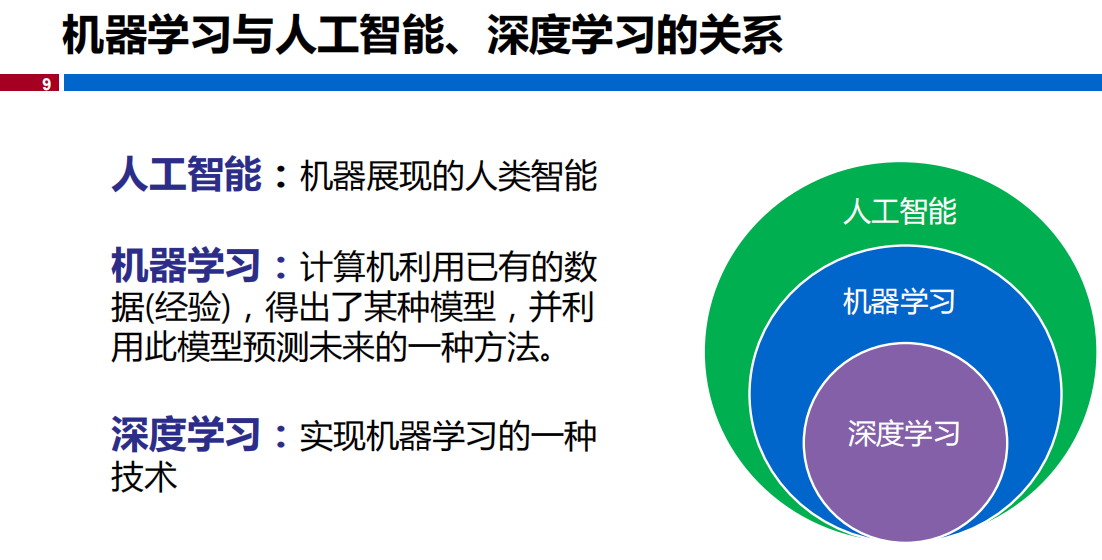 机器学习与人工智能、深度学习的关系
9
人工智能：机器展现的人类智能
机器学习：计算机利用已有的数
据(经验)，得出了某种模型，并利
用此模型预测未来的一种方法。
深度学习：实现机器学习的一种
技术
人工智能
机器学习
深度学习